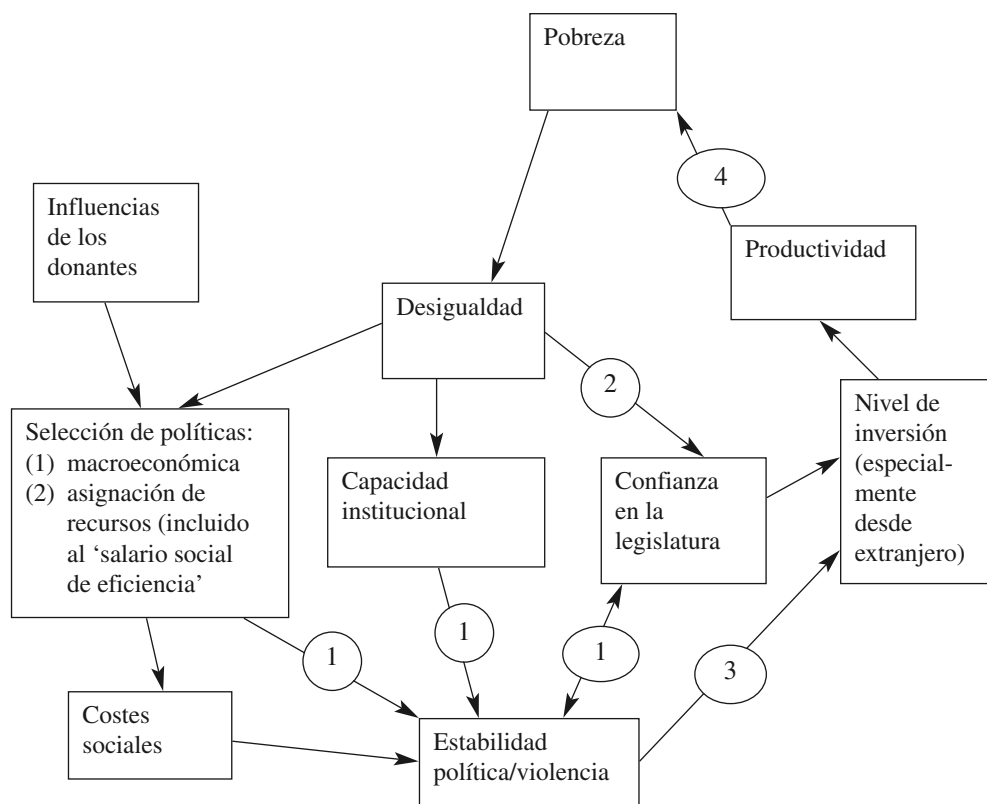 Pobreza
4
Influencias
de los
donantes
Productividad
Desigualdad
2
Selección de políticas:
(1) macroeconómica
(2) asignación de
recursos (incluido
al ‘salario social
de eficiencia’
Capacidad
institucional
Confianza
en la
legislatura
Nivel de
inversión
(especial-
mente
desde
extranjero)
1
1
1
3
Costes
sociales
Estabilidad
política/violencia